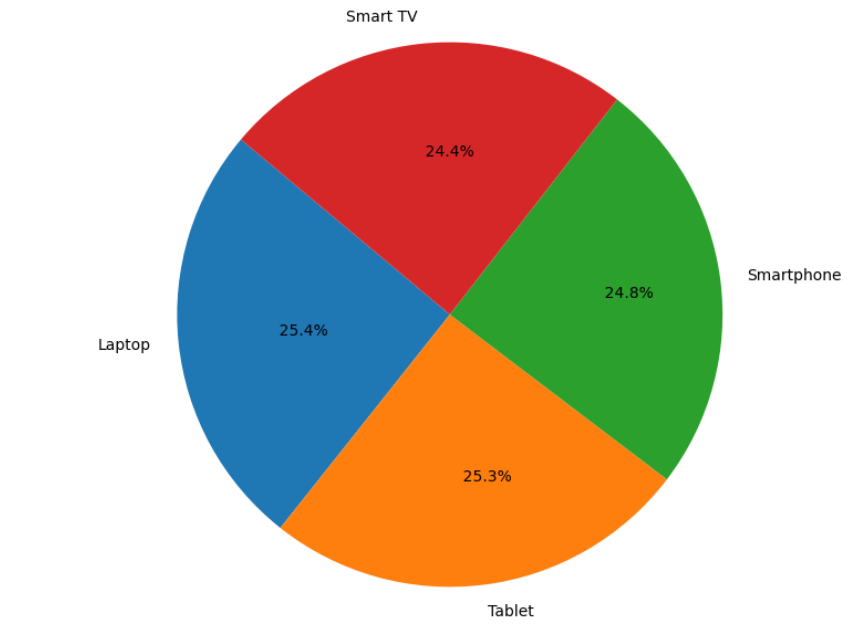 Smart TV
24.4%
Smartphone
24.8%
25.4%
Laptop
25.3%
Tablet